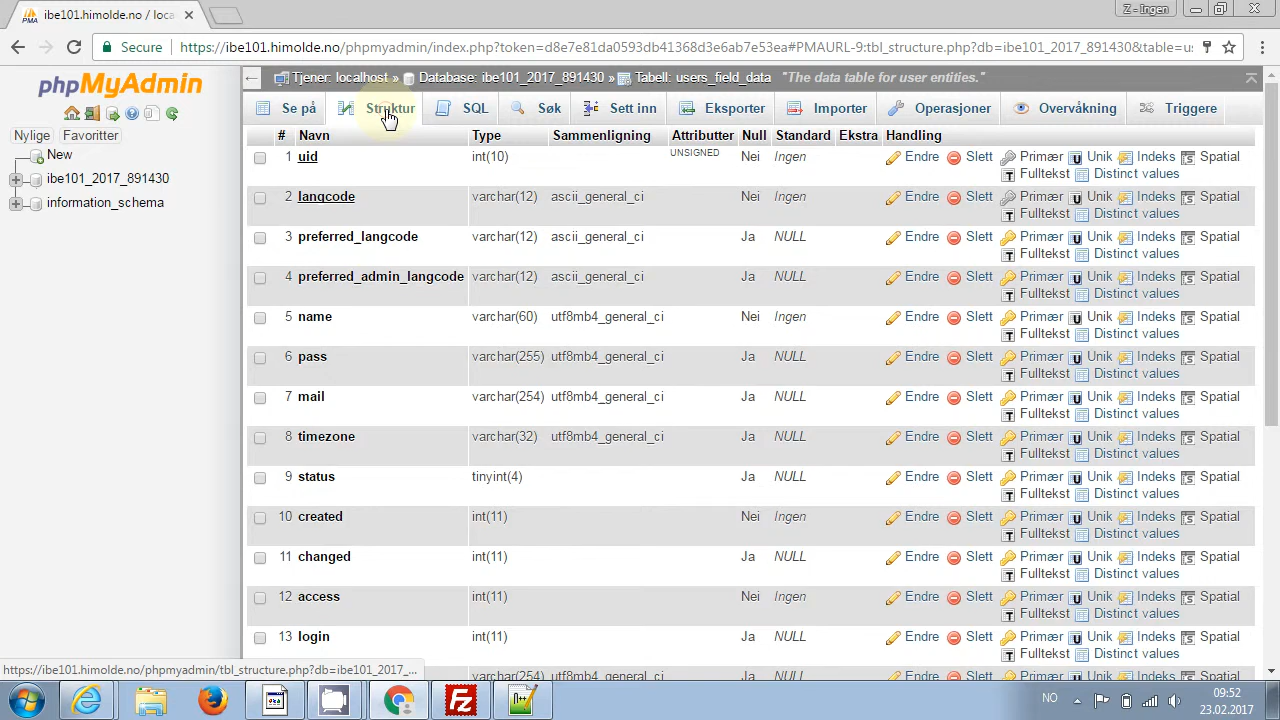 ibe101.himolde.no / loca
Z - Ingen
Secure https://ibe101.himolde.no/phpmyadmin/index.php?token=d8e7e81da0593db41368d3e6ab7e53ba#PMAURL-9:tbl_structure.php?db=ibe101_2017_891430&table=us
phpMyAdmin
Nylige Favoritter
New
ibe101_2017_891430
information_schema
Tjener: localhost » Database: ibe101_2017_891430 » Tabell: users_field_data "The data table for user entities."
Se på Struktur SQL Søk Sett inn Eksporter Importer Operasjoner Overvåkning Triggere
# Navn Type Sammenligning Attributter Null Standard Ekstra Handling
1 uid int(10) UNSIGNED Nei Ingen Endre Slett Primær Unik Indeks Spatial
Fulltekst Distinct values
2 langcode varchar(12) ascii_general_ci Nei Ingen Endre Slett Primær Unik Indeks Spatial
Fulltekst Distinct values
3 preferred_langcode varchar(12) ascii_general_ci Ja NULL Endre Slett Primær Unik Indeks Spatial
Fulltekst Distinct values
4 preferred_admin_langcode varchar(12) ascii_general_ci Ja NULL Endre Slett Primær Unik Indeks Spatial
Fulltekst Distinct values
5 name varchar(60) utf8mb4_general_ci Nei Ingen Endre Slett Primær Unik Indeks Spatial
Fulltekst Distinct values
6 pass varchar(255) utf8mb4_general_ci Ja NULL Endre Slett Primær Unik Indeks Spatial
Fulltekst Distinct values
7 mail varchar(254) utf8mb4_general_ci Ja NULL Endre Slett Primær Unik Indeks Spatial
Fulltekst Distinct values
8 timezone varchar(32) utf8mb4_general_ci Ja NULL Endre Slett Primær Unik Indeks Spatial
Fulltekst Distinct values
9 status tinyint(4) Ja NULL Endre Slett Primær Unik Indeks Spatial
Fulltekst Distinct values
10 created int(11) Nei Ingen Endre Slett Primær Unik Indeks Spatial
Fulltekst Distinct values
11 changed int(11) Ja NULL Endre Slett Primær Unik Indeks Spatial
Fulltekst Distinct values
12 access int(11) Nei Ingen Endre Slett Primær Unik Indeks Spatial
Fulltekst Distinct values
13 login int(11) Ja NULL Endre Slett Primær Unik Indeks Spatial
Fulltekst Distinct values
https://ibe101.himolde.no/phpmyadmin/tbl_structure.php?db=ibe101_2017_...
varchar(254) utf8mb4_general_ci Ja NULL Endre Slett Primær Unik Indeks Spatial
NO 09:52
23.02.2017